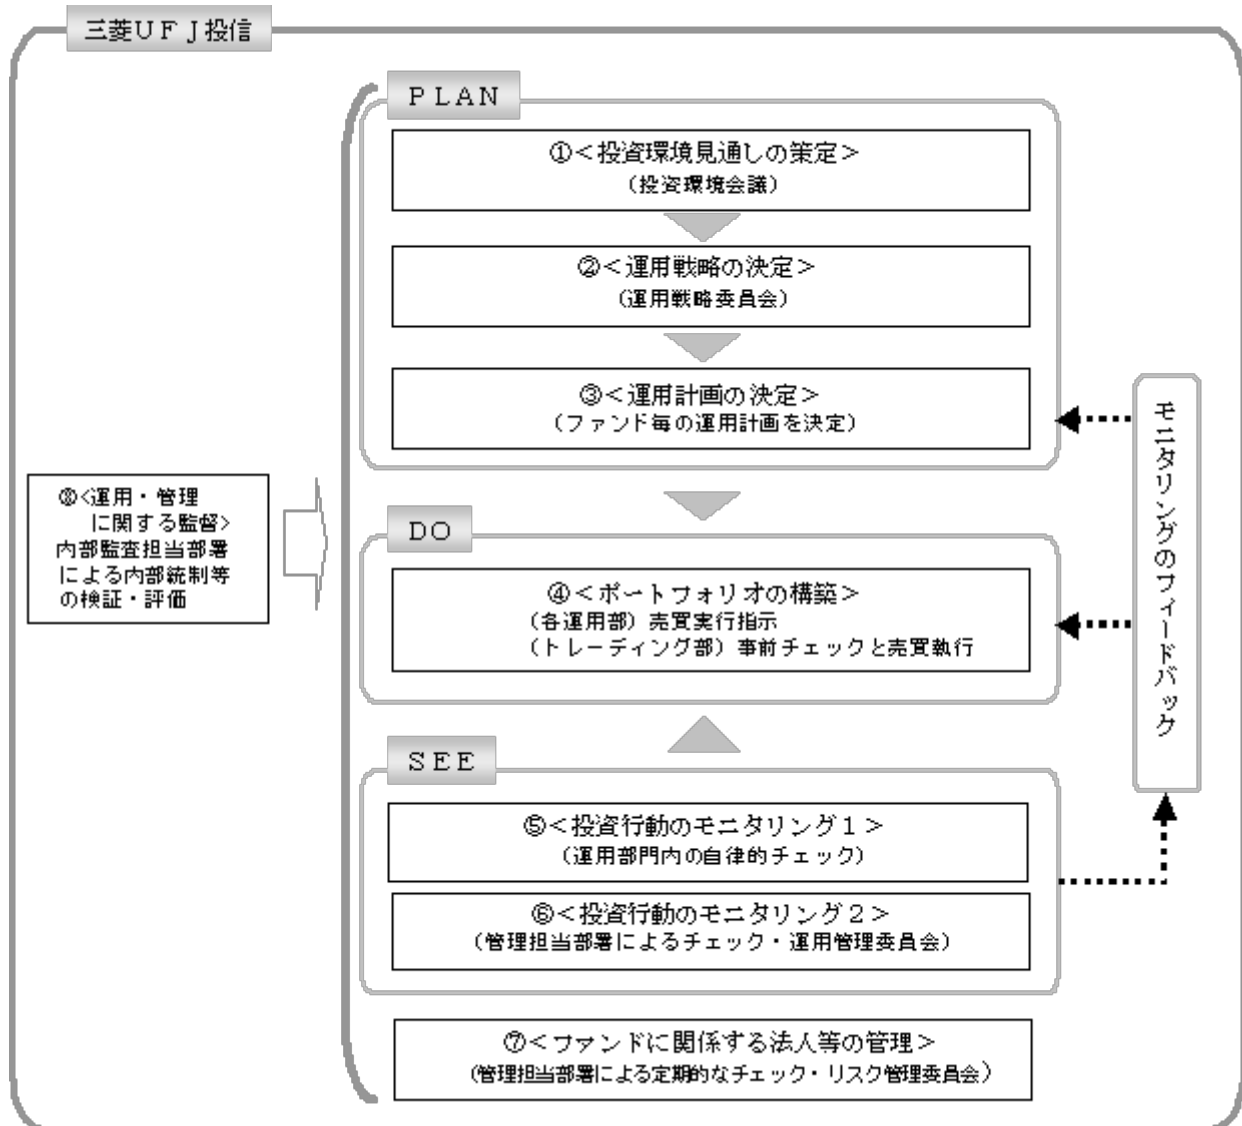 三菱ＵＦＪ投信
ＰＬＡＮ
①＜投資環境見通しの策定＞
（投資環境会議）
②＜運用戦略の決定＞
（運用戦略委員会）
③＜運用計画の決定＞
（ファンド毎の運用計画を決定）
モニタリングのフィードバック
⑧＜運用・管理
に関する監督＞
内部監査担当部署
による内部統制等
の検証・評価
ＤＯ
④＜ポートフォリオの構築＞
（各運用部）売買実行指示
（トレーディング部）事前チェックと売買執行
ＳＥＥ
⑤＜投資行動のモニタリング１＞
（運用部門内の自律的チェック）
⑥＜投資行動のモニタリング２＞
（管理担当部署によるチェック・運用管理委員会）
⑦＜ファンドに関係する法人等の管理＞
（管理担当部署による定期的なチェック・リスク管理委員会）